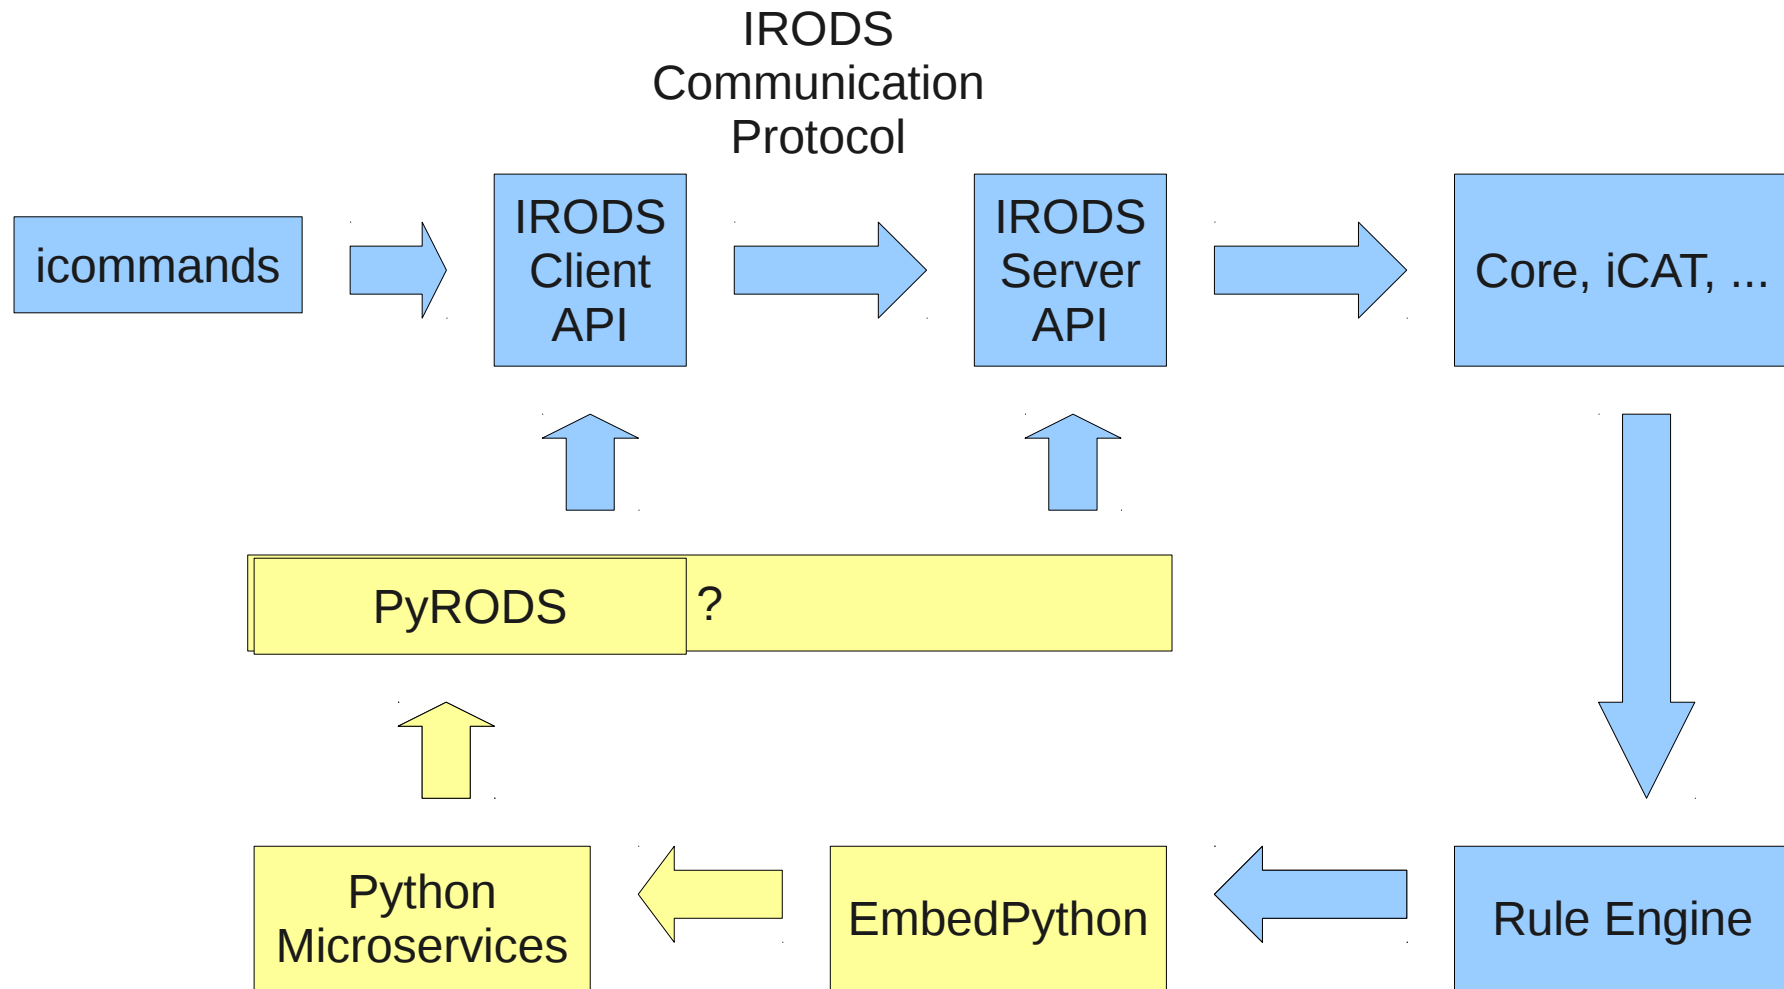 IRODS
Communication
Protocol
icommands
IRODS
Client
API
IRODS
Server
API
Core, iCAT, ...
PyRODS
?
Python
Microservices
EmbedPython
Rule Engine